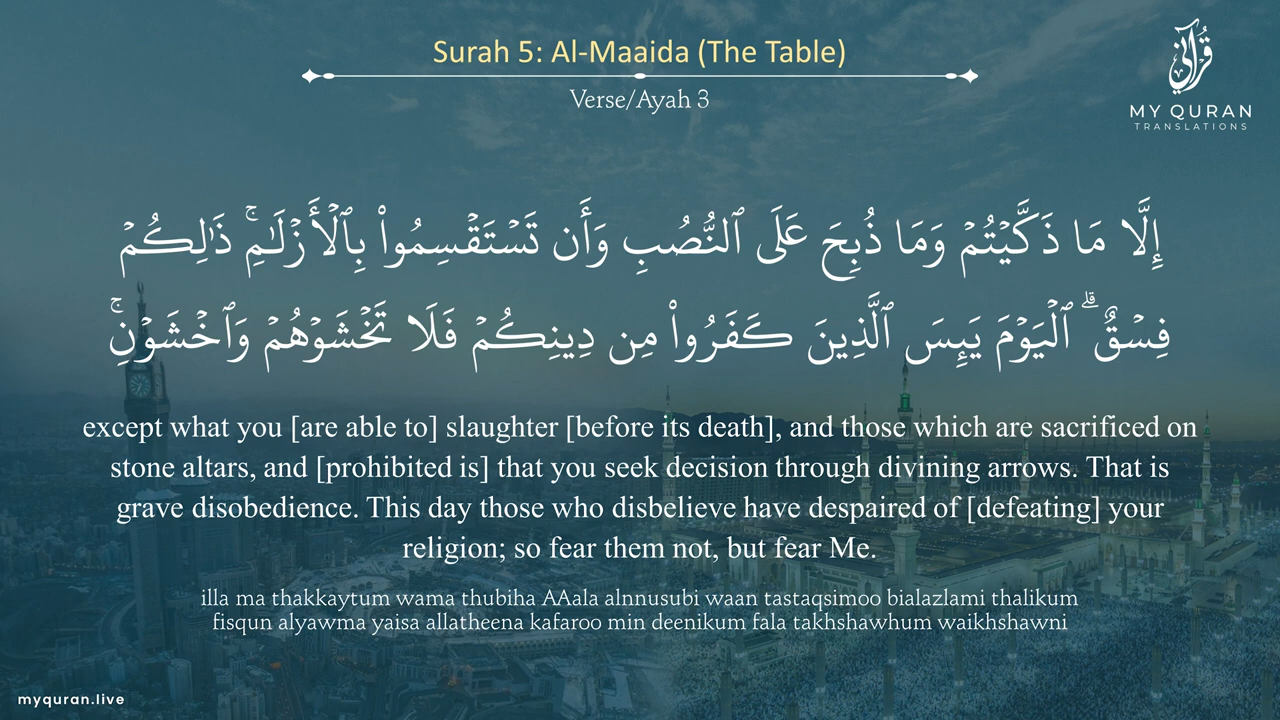 Surah 5: Al-Maaida (The Table)
Verse/Ayah 3
قرآني
MY QURAN
TRANSLATIONS
إِلَّا مَا ذَكَّيْتُمْ وَمَا ذُبِحَ عَلَى ٱلنُّصُبِ وَأَن تَسْتَقْسِمُوا۟ بِٱلْأَزْلَـٰمِ ۚ ذَٰلِكُمْ
فِسْقٌ ۗ ٱلْيَوْمَ يَئِسَ ٱلَّذِينَ كَفَرُوا۟ مِن دِينِكُمْ فَلَا تَخْشَوْهُمْ وَٱخْشَوْنِ ۚ
except what you [are able to] slaughter [before its death], and those which are sacrificed on
stone altars, and [prohibited is] that you seek decision through divining arrows. That is
grave disobedience. This day those who disbelieve have despaired of [defeating] your
religion; so fear them not, but fear Me.
illa ma thakkaytum wama thubiha AAala alnnusubi waan tastaqsimoo bialazlami thalikum
fisqun alyawma yaisa allatheena kafaroo min deenikum fala takhshawhum waikhshawni
myquran.live